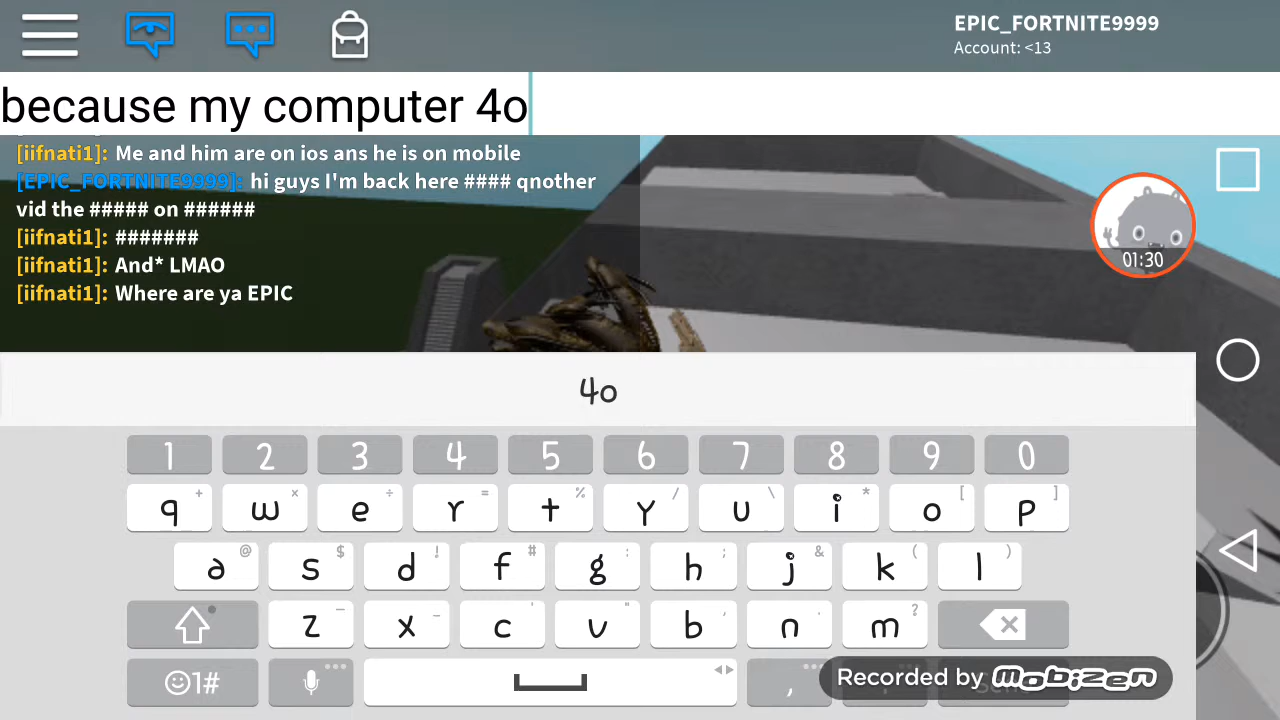 EPIC_FORTNITE9999
Account: <13
because my computer 4o
[iifnati1]: Me and him are on ios ans he is on mobile
[EPIC_FORTNITE9999]: hi guys I'm back here #### qnother
vid the ##### on ######
[iifnati1]: #######
[iifnati1]: And* LMAO
[iifnati1]: Where are ya EPIC
01:30
4o
1 2 3 4 5 6 7 8 9 0
q + w × e ÷ r = t % y / u \ i * o [ p ]
a @ s $ d ! f # g : h ; j & k ( l )
z – x _ c ' v " b , n . m ?
☺1# ,
Recorded by mobizen